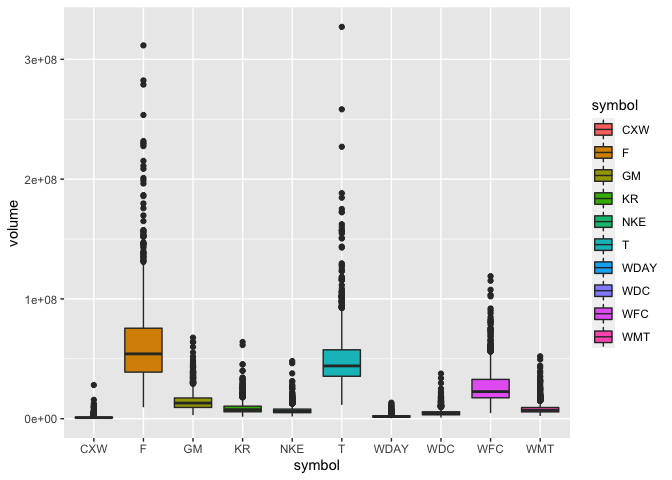 3e+08
2e+08
1e+08
0e+00
volume
CXW F GM KR NKE T WDAY WDC WFC WMT
symbol
symbol
CXW
F
GM
KR
NKE
T
WDAY
WDC
WFC
WMT